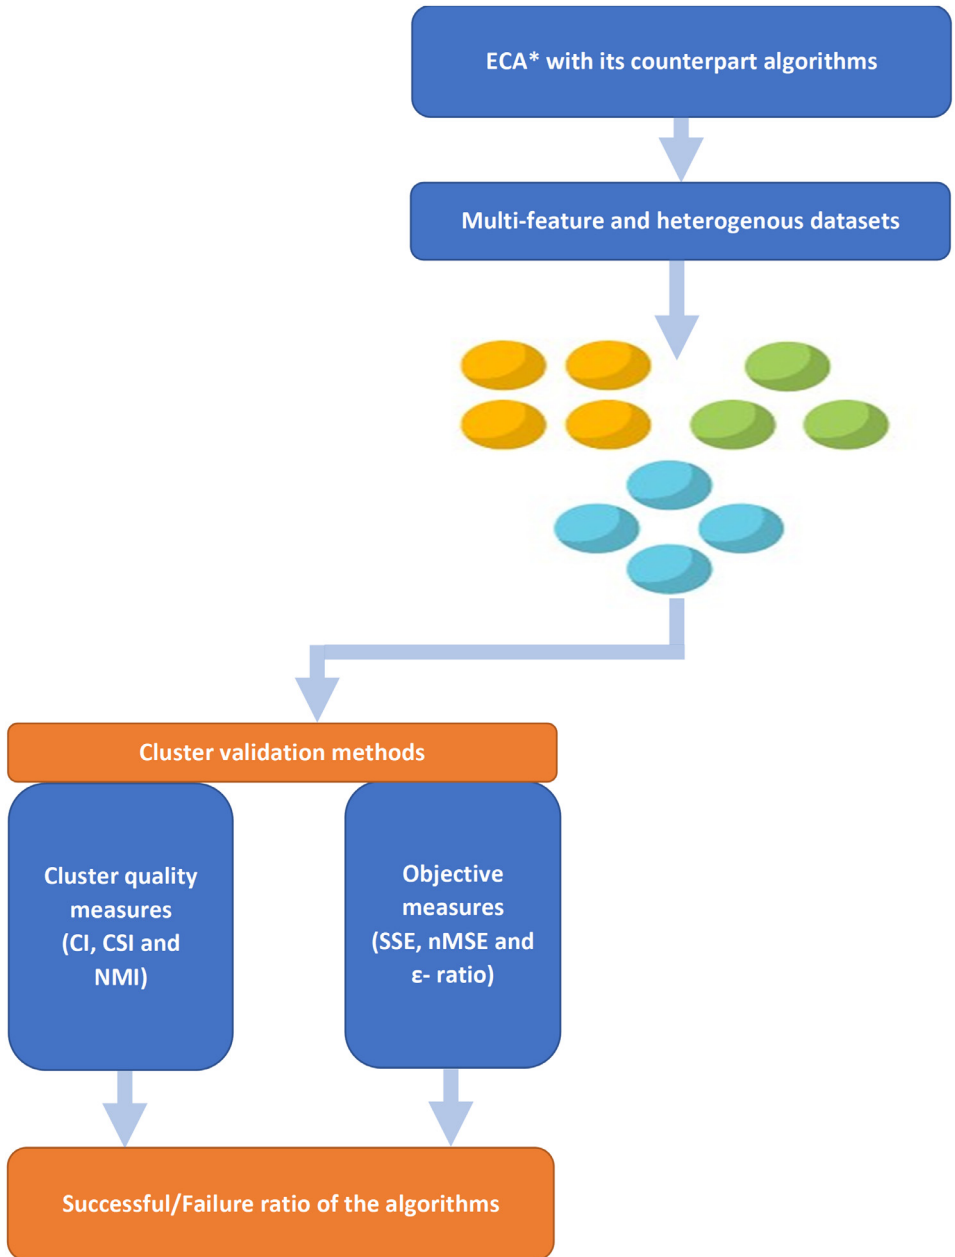 ECA* with its counterpart algorithms
Multi-feature and heterogenous datasets
Cluster validation methods
Cluster quality
measures
(CI, CSI and
NMI)
Objective
measures
(SSE, nMSE and
ε- ratio)
Successful/Failure ratio of the algorithms